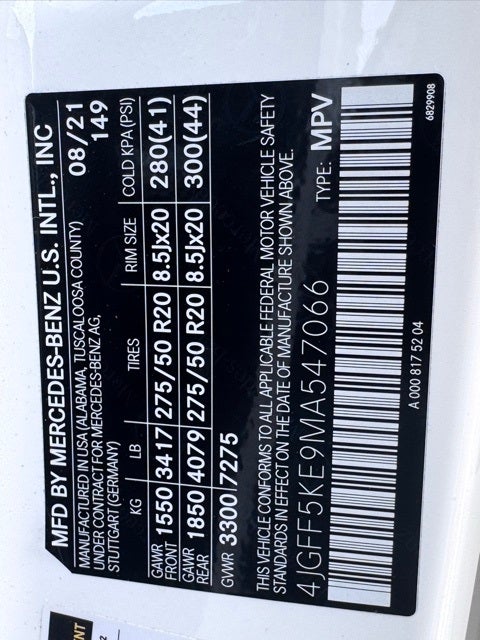 MFD BY MERCEDES-BENZ U.S. INTL., INC
MANUFACTURED IN USA (ALABAMA, TUSCALOOSA COUNTY)
UNDER CONTRACT FOR MERCEDES-BENZ AG,
STUTTGART (GERMANY)
08/21
149
KG LB TIRES RIM SIZE COLD KPA (PSI)
GAWR FRONT 1550 3417 275/50 R20 8.5Jx20 280(41)
GAWR REAR 1850 4079 275/50 R20 8.5Jx20 300(44)
GVWR 3300 7275
THIS VEHICLE CONFORMS TO ALL APPLICABLE FEDERAL MOTOR VEHICLE SAFETY
STANDARDS IN EFFECT ON THE DATE OF MANUFACTURE SHOWN ABOVE.
4JGFF5KE9MA547066 TYPE: MPV
A 000 817 52 04
6829908